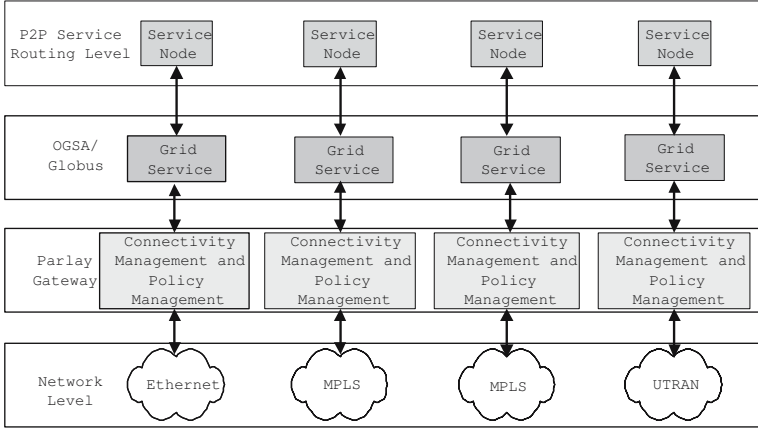 P2P Service
Routing Level
Service
Node
Service
Node
Service
Node
Service
Node
OGSA/
Globus
Grid
Service
Grid
Service
Grid
Service
Grid
Service
Parlay
Gateway
Connectivity
Management and
Policy
Management
Connectivity
Management and
Policy
Management
Connectivity
Management and
Policy
Management
Connectivity
Management and
Policy
Management
Network
Level
Ethernet
MPLS
MPLS
UTRAN